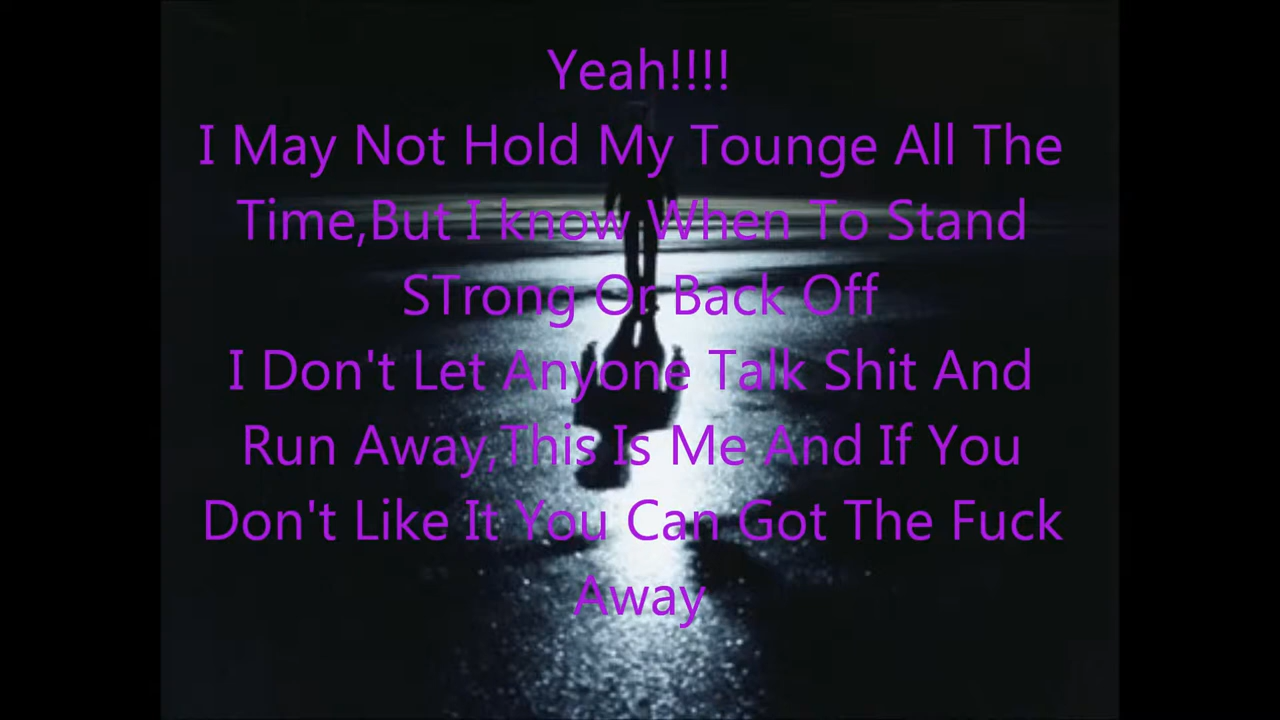 Yeah!!!!
I May Not Hold My Tounge All The
Time,But I know When To Stand
STrong Or Back Off
I Don't Let Anyone Talk Shit And
Run Away,This Is Me And If You
Don't Like It You Can Got The Fuck
Away